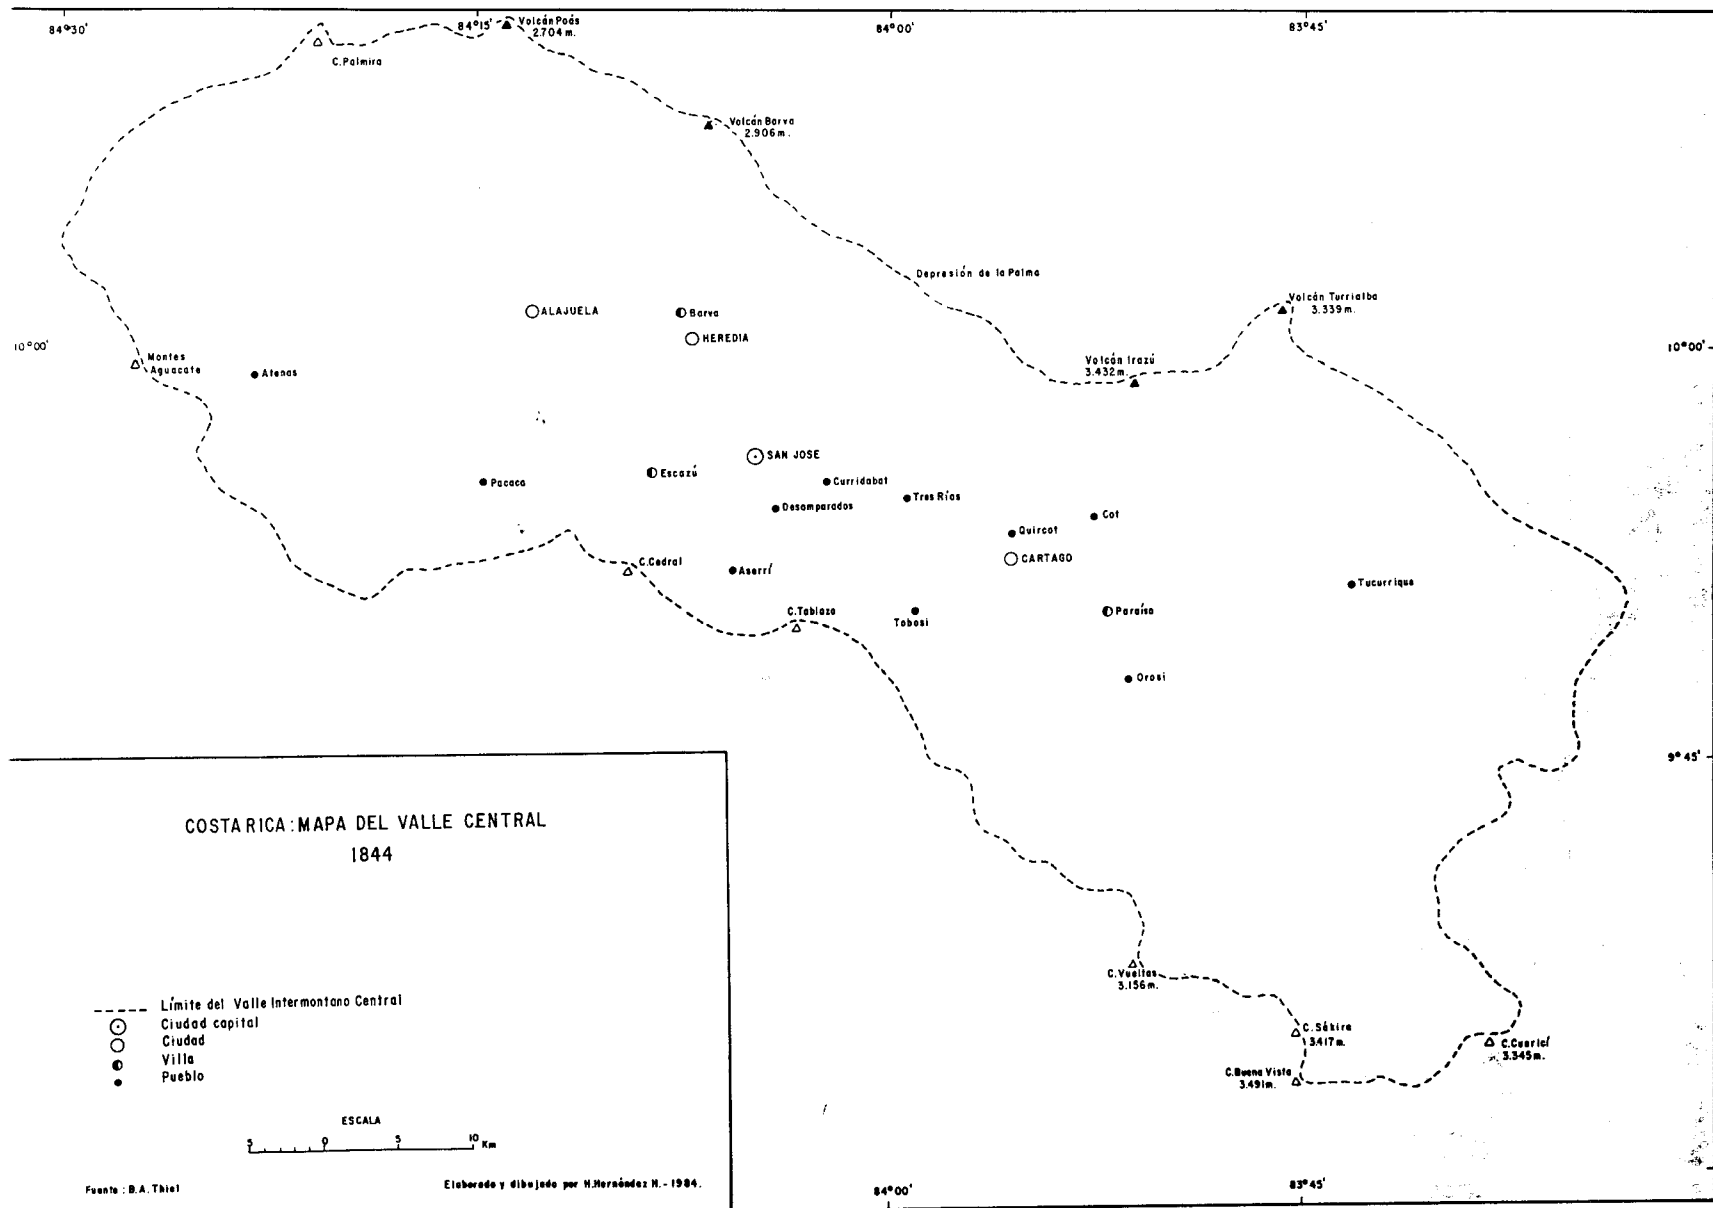 84°30'
84°15'
84°00'
83°45'
Volcán Poás
2.704 m.
C. Palmira
Volcán Barva
2.906 m.
Depresión de la Palma
Volcán Turrialba
3.339 m.
ALAJUELA
Barva
HEREDIA
10°00'
10°00'
Montes
Aguacate
Atenas
Volcán Irazú
3.432 m.
SAN JOSE
Escazú
Pacaca
Curridabat
Tres Ríos
Desamparados
Cot
Quircot
CARTAGO
C. Cedral
Aserrí
Tucurrique
C. Tablazo
Tobosi
Paraíso
Orosi
9°45'
COSTA RICA: MAPA DEL VALLE CENTRAL
1844
C. Vueltas
3.156 m.
Límite del Valle Intermontano Central
Ciudad capital
Ciudad
Villa
Pueblo
3.417 m.
C. Cuericí
3.345 m.
C. Buena Vista
3.491 m.
ESCALA
5 0 5 10 Km
Fuente: B.A. Thiel
Elaborado y dibujado por H. Hernández H. - 1984.
84°00'
83°45'